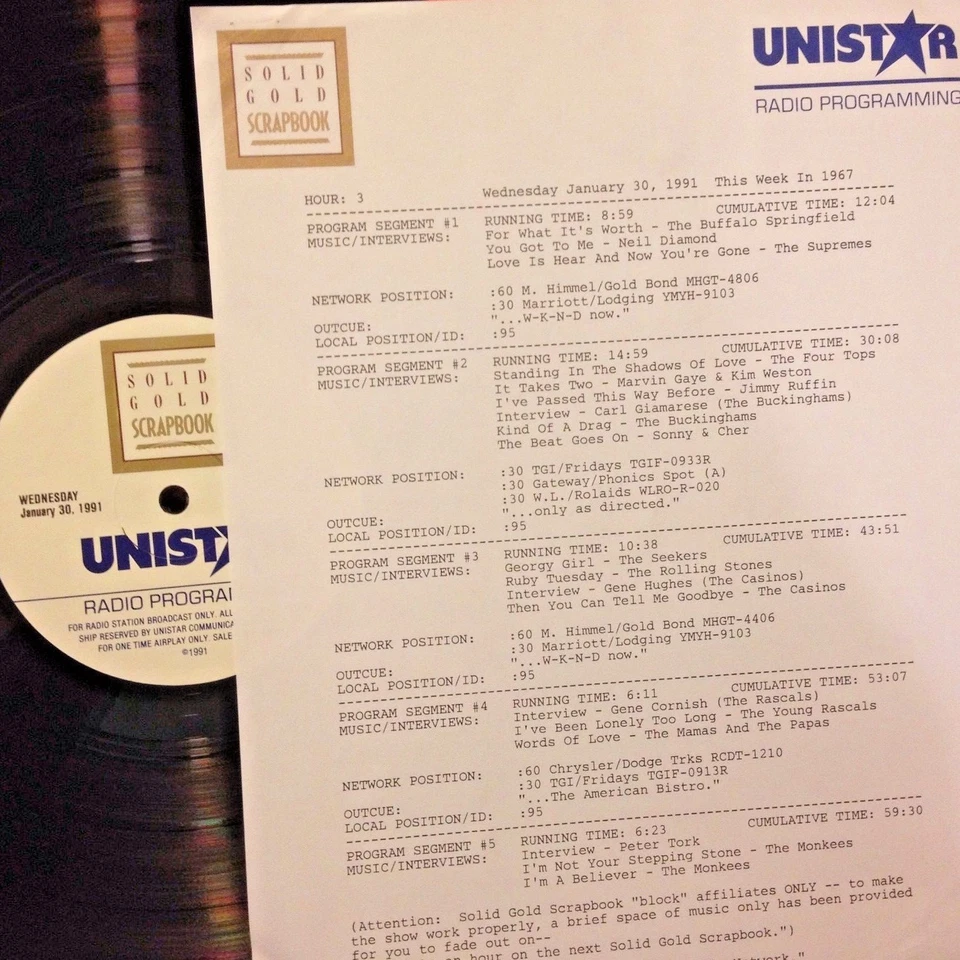 SOLID
GOLD
SCRAPBOOK
UNISTAR
RADIO PROGRAMMING
HOUR: 3 Wednesday January 30, 1991 This Week In 1967
PROGRAM SEGMENT #1 RUNNING TIME: 8:59 CUMULATIVE TIME: 12:04
MUSIC/INTERVIEWS: For What It's Worth - The Buffalo Springfield
You Got To Me - Neil Diamond
Love Is Hear And Now You're Gone - The Supremes
NETWORK POSITION: :60 M. Himmel/Gold Bond MHGT-4806
:30 Marriott/Lodging YMYH-9103
OUTCUE: "...W-K-N-D now."
LOCAL POSITION/ID: :95
PROGRAM SEGMENT #2 RUNNING TIME: 14:59 CUMULATIVE TIME: 30:08
MUSIC/INTERVIEWS: Standing In The Shadows Of Love - The Four Tops
It Takes Two - Marvin Gaye & Kim Weston
I've Passed This Way Before - Jimmy Ruffin
Interview - Carl Giamarese (The Buckinghams)
Kind Of A Drag - The Buckinghams
The Beat Goes On - Sonny & Cher
NETWORK POSITION: :30 TGI/Fridays TGIF-0933R
:30 Gateway/Phonics Spot (A)
:30 W.L./Rolaids WLRO-R-020
OUTCUE: "...only as directed."
LOCAL POSITION/ID: :95
PROGRAM SEGMENT #3 RUNNING TIME: 10:38 CUMULATIVE TIME: 43:51
MUSIC/INTERVIEWS: Georgy Girl - The Seekers
Ruby Tuesday - The Rolling Stones
Interview - Gene Hughes (The Casinos)
Then You Can Tell Me Goodbye - The Casinos
NETWORK POSITION: :60 M. Himmel/Gold Bond MHGT-4406
:30 Marriott/Lodging YMYH-9103
OUTCUE: "...W-K-N-D now."
LOCAL POSITION/ID: :95
PROGRAM SEGMENT #4 RUNNING TIME: 6:11 CUMULATIVE TIME: 53:07
MUSIC/INTERVIEWS: Interview - Gene Cornish (The Rascals)
I've Been Lonely Too Long - The Young Rascals
Words Of Love - The Mamas And The Papas
NETWORK POSITION: :60 Chrysler/Dodge Trks RCDT-1210
:30 TGI/Fridays TGIF-0913R
OUTCUE: "...The American Bistro."
LOCAL POSITION/ID: :95
PROGRAM SEGMENT #5 RUNNING TIME: 6:23 CUMULATIVE TIME: 59:30
MUSIC/INTERVIEWS: Interview - Peter Tork
I'm Not Your Stepping Stone - The Monkees
I'm A Believer - The Monkees
(Attention: Solid Gold Scrapbook "block" affiliates ONLY -- to make
the show work properly, a brief space of music only has been provided
for you to fade out on--
an hour on the next Solid Gold Scrapbook.")
SOLID
GOLD
SCRAPBOOK
WEDNESDAY
January 30, 1991
UNIST
RADIO PROGRA
FOR RADIO STATION BROADCAST ONLY. ALL
SHIP RESERVED BY UNISTAR COMMUNICA
FOR ONE TIME AIRPLAY ONLY. SALE
©1991